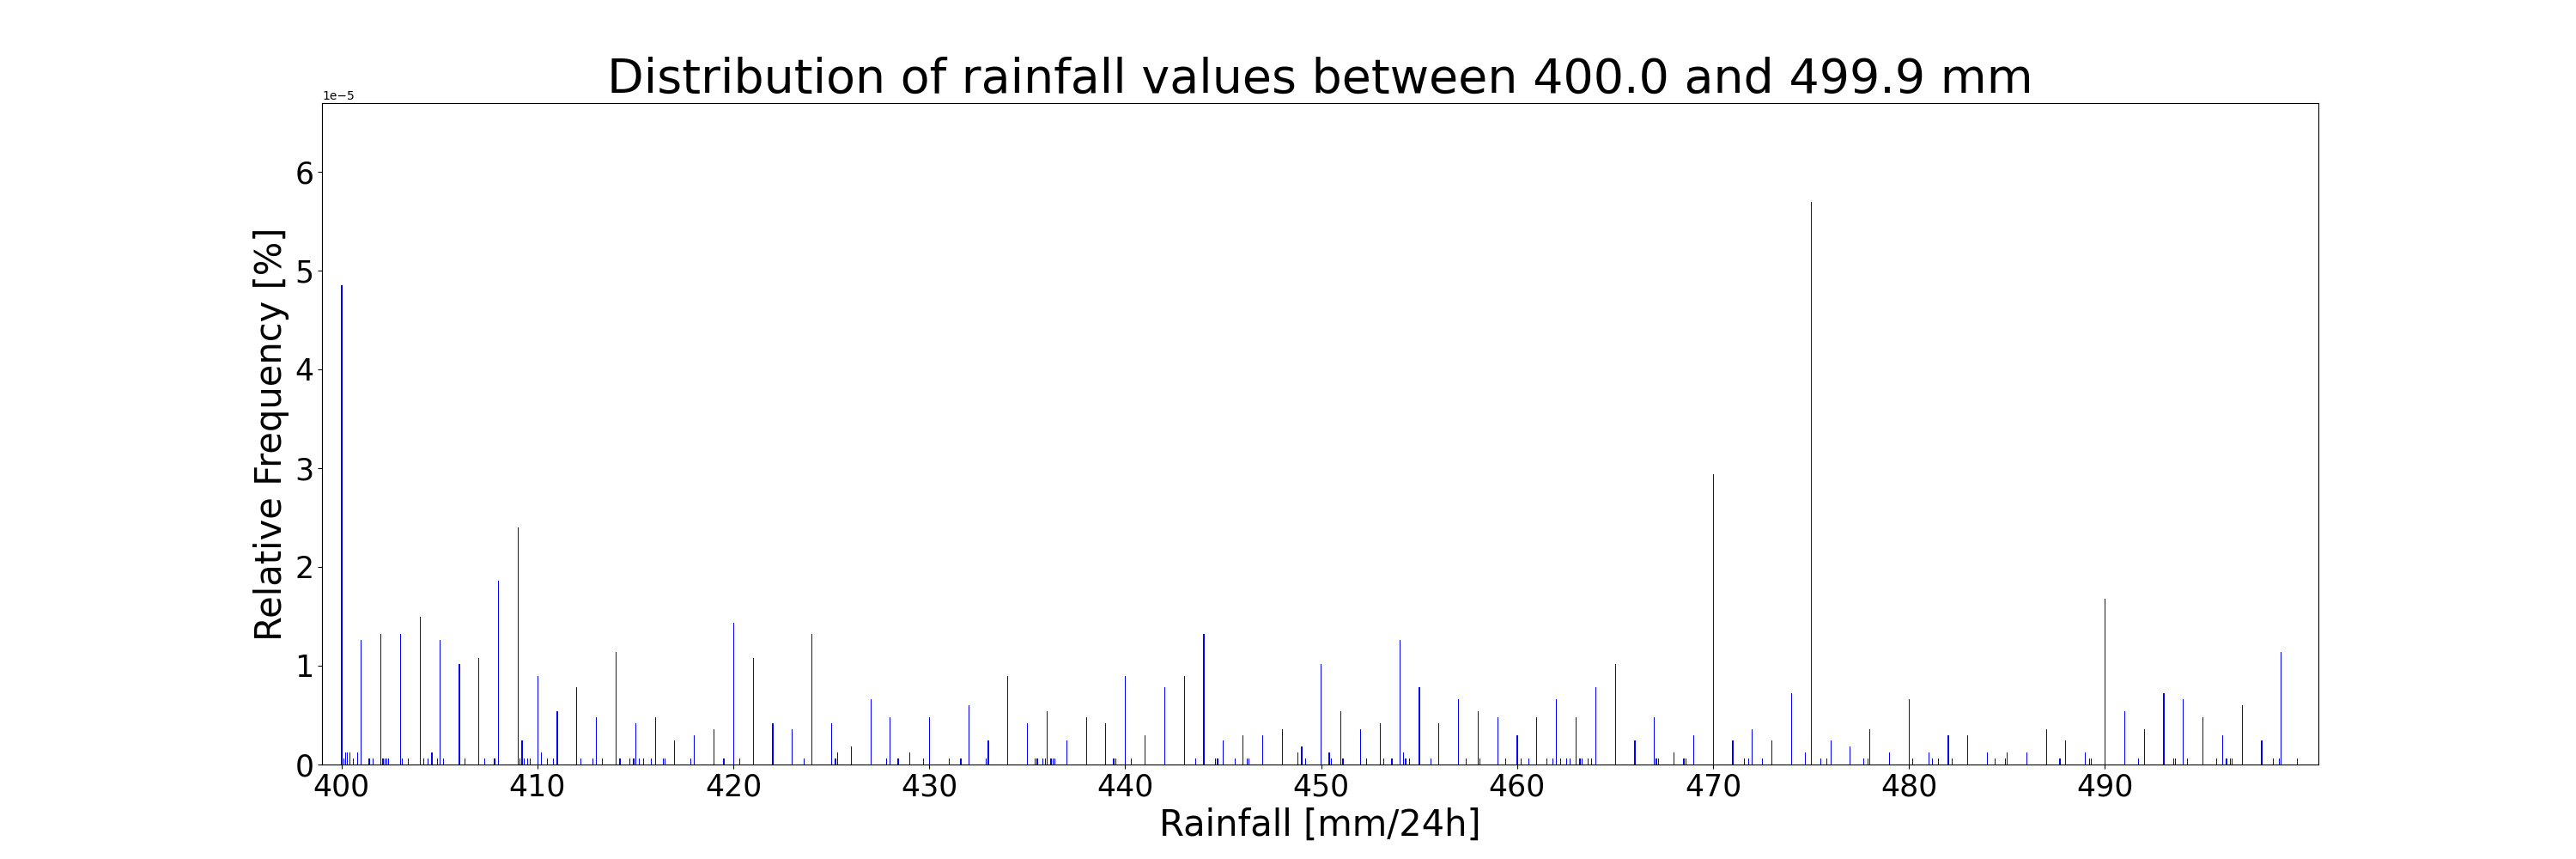 Distribution of rainfall values between 400.0 and 499.9 mm
1e−5
6
5
4
3
2
1
0
Relative Frequency [%]
400 410 420 430 440 450 460 470 480 490
Rainfall [mm/24h]